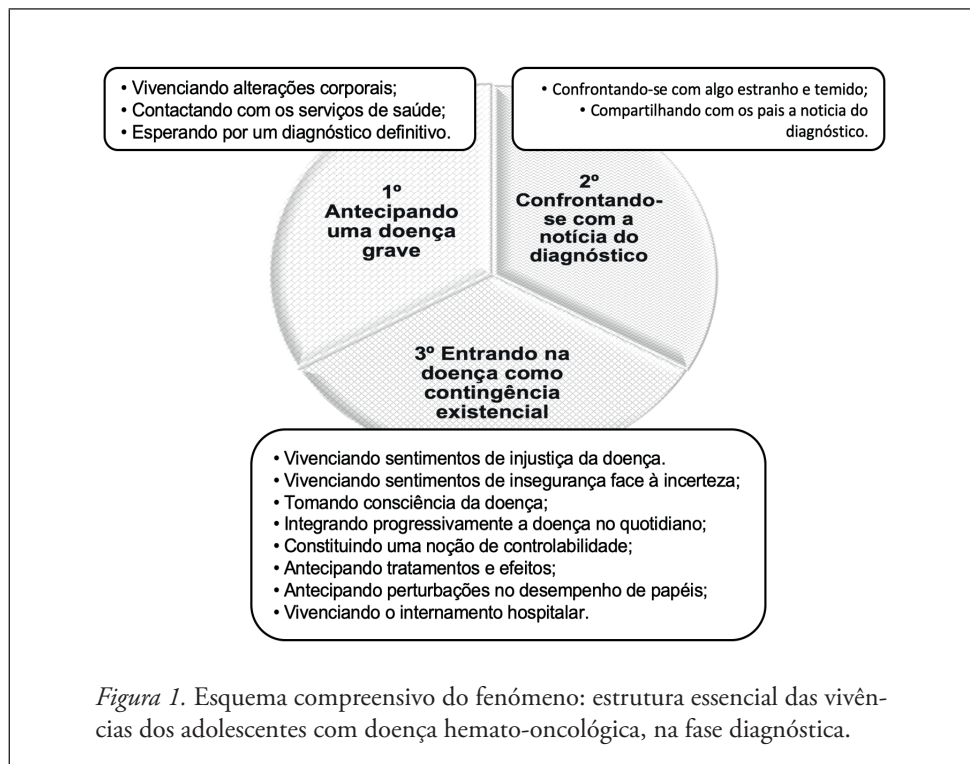 • Vivenciando alterações corporais;
• Contactando com os serviços de saúde;
• Esperando por um diagnóstico definitivo.
• Confrontando-se com algo estranho e temido;
• Compartilhando com os pais a noticia do
diagnóstico.
1º
Antecipando
uma doença
grave
2º
Confrontando-
se com a
notícia do
diagnóstico
3º Entrando na
doença como
contingência
existencial
• Vivenciando sentimentos de injustiça da doença.
• Vivenciando sentimentos de insegurança face à incerteza;
• Tomando consciência da doença;
• Integrando progressivamente a doença no quotidiano;
• Constituindo uma noção de controlabilidade;
• Antecipando tratamentos e efeitos;
• Antecipando perturbações no desempenho de papéis;
• Vivenciando o internamento hospitalar.
Figura 1. Esquema compreensivo do fenómeno: estrutura essencial das vivên-
cias dos adolescentes com doença hemato-oncológica, na fase diagnóstica.